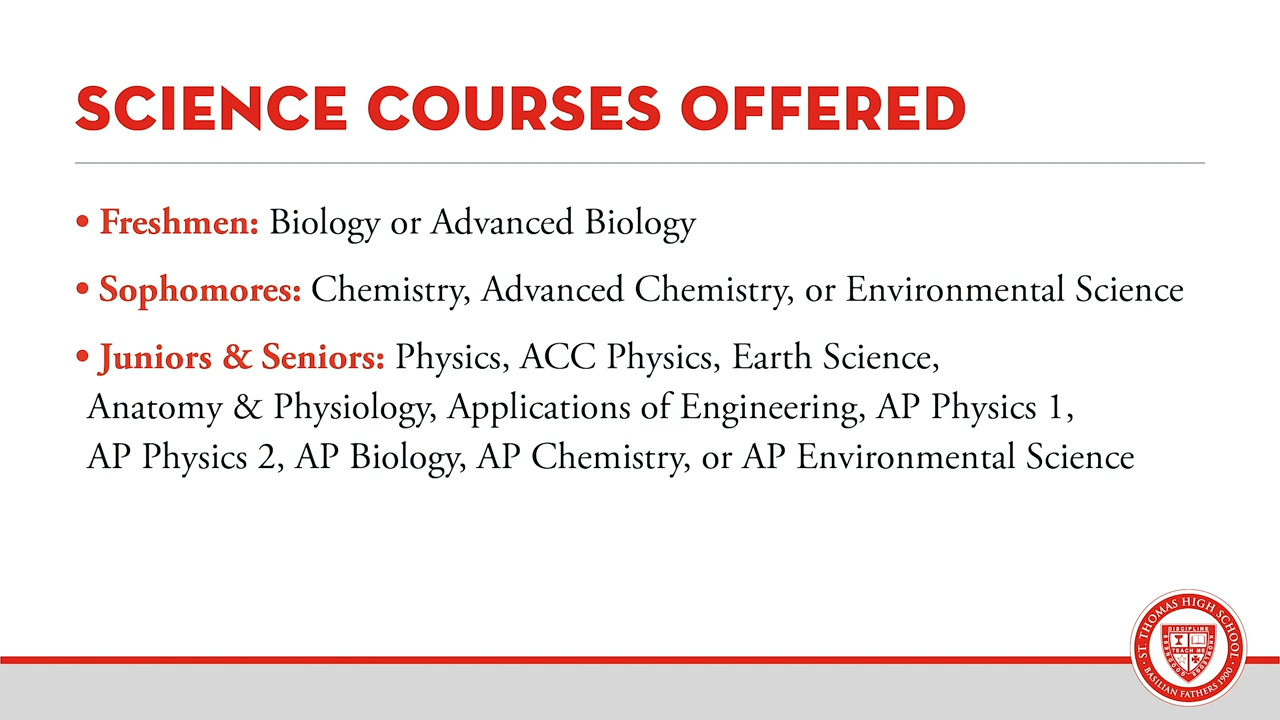 SCIENCE COURSES OFFERED
• Freshmen: Biology or Advanced Biology
• Sophomores: Chemistry, Advanced Chemistry, or Environmental Science
• Juniors & Seniors: Physics, ACC Physics, Earth Science,
Anatomy & Physiology, Applications of Engineering, AP Physics 1,
AP Physics 2, AP Biology, AP Chemistry, or AP Environmental Science
ST. THOMAS HIGH SCHOOL
DISCIPLINE
TEACH ME
GOODNESS
KNOWLEDGE
BASILIAN FATHERS 1900